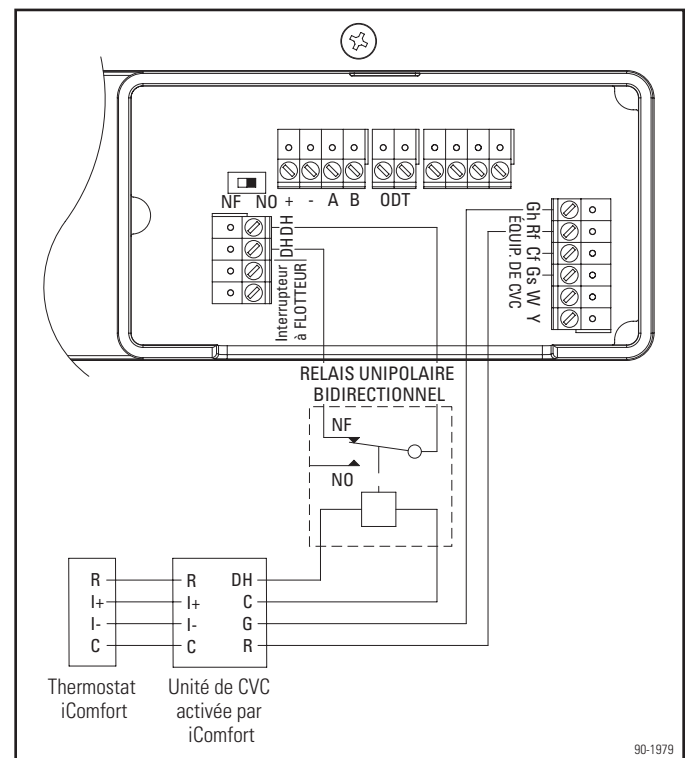 NF NO + - A B ODT
DH DH
Interrupteur
à FLOTTEUR
Gh Rf Cf Gs W Y
ÉQUIP. DE CVC
RELAIS UNIPOLAIRE
BIDIRECTIONNEL
NF
NO
R
I+
I-
C
R
I+
I-
C
DH
C
G
R
Thermostat
iComfort
Unité de CVC
activée par
iComfort
90-1979